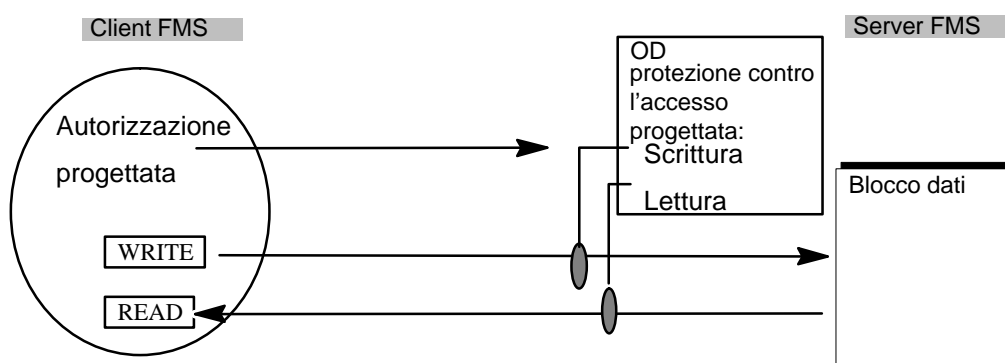 Client FMS
Server FMS
Autorizzazione
progettata
OD
protezione contro
l'accesso
progettata:
Scrittura
Lettura
Blocco dati
WRITE
READ